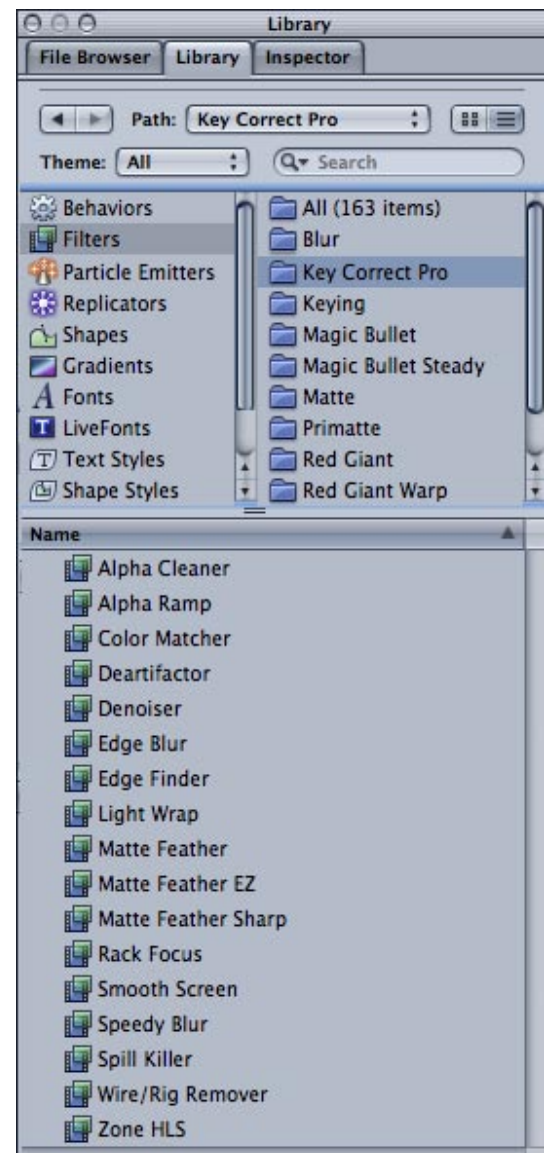 Library
File Browser Library Inspector
Path: Key Correct Pro
Theme: All Search
Behaviors
Filters
Particle Emitters
Replicators
Shapes
Gradients
Fonts
LiveFonts
Text Styles
Shape Styles
All (163 items)
Blur
Key Correct Pro
Keying
Magic Bullet
Magic Bullet Steady
Matte
Primatte
Red Giant
Red Giant Warp
Name
Alpha Cleaner
Alpha Ramp
Color Matcher
Deartifactor
Denoiser
Edge Blur
Edge Finder
Light Wrap
Matte Feather
Matte Feather EZ
Matte Feather Sharp
Rack Focus
Smooth Screen
Speedy Blur
Spill Killer
Wire/Rig Remover
Zone HLS